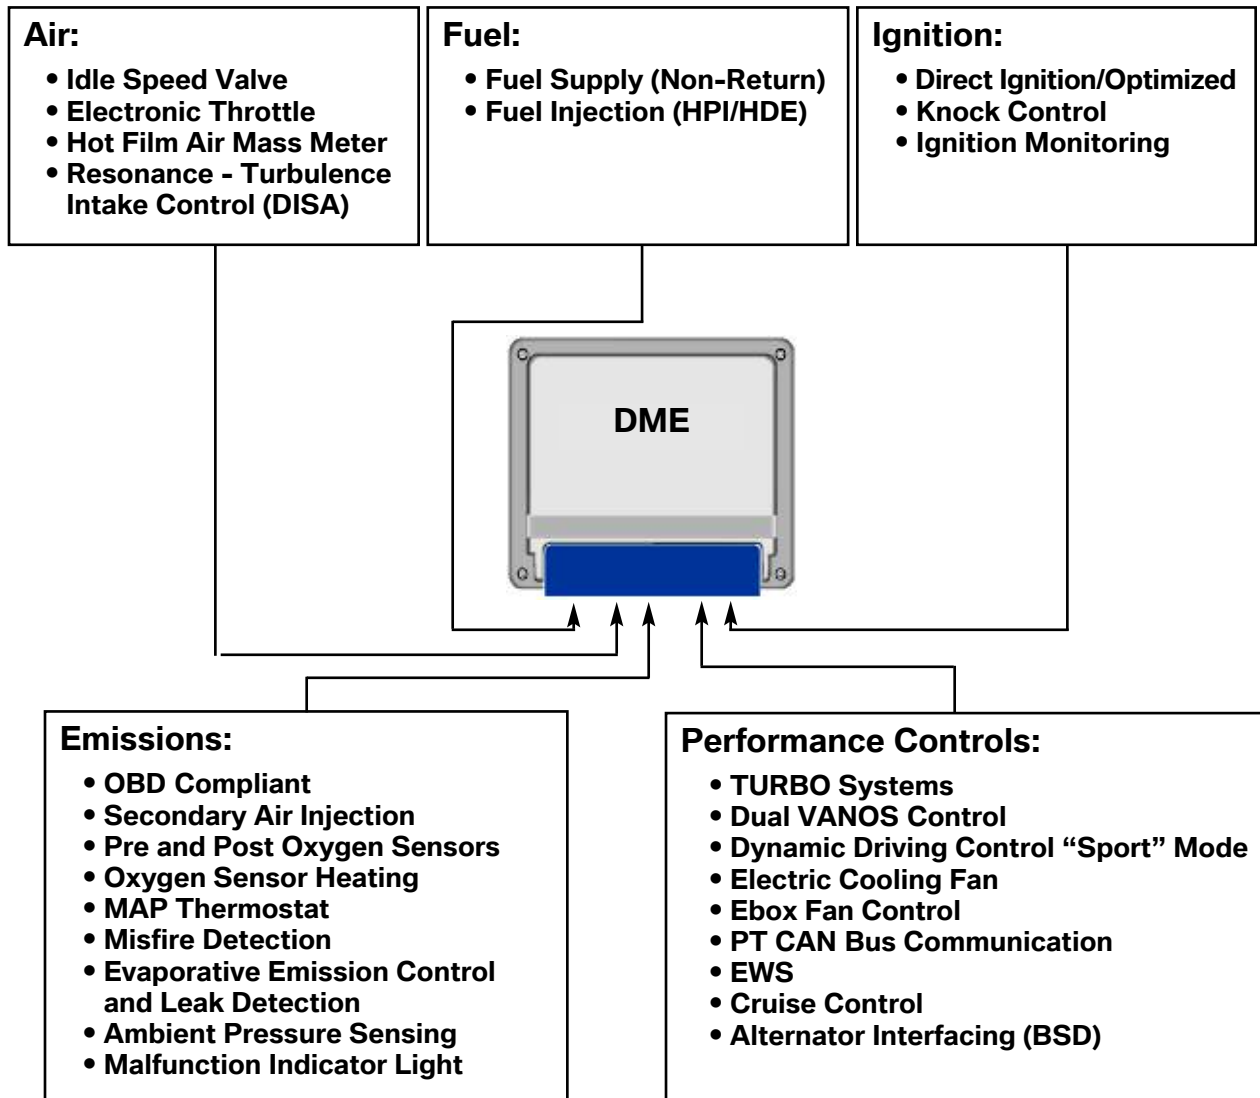 Air:
• Idle Speed Valve
• Electronic Throttle
• Hot Film Air Mass Meter
• Resonance - Turbulence
Intake Control (DISA)
Fuel:
• Fuel Supply (Non-Return)
• Fuel Injection (HPI/HDE)
Ignition:
• Direct Ignition/Optimized
• Knock Control
• Ignition Monitoring
DME
Emissions:
• OBD Compliant
• Secondary Air Injection
• Pre and Post Oxygen Sensors
• Oxygen Sensor Heating
• MAP Thermostat
• Misfire Detection
• Evaporative Emission Control
and Leak Detection
• Ambient Pressure Sensing
• Malfunction Indicator Light
Performance Controls:
• TURBO Systems
• Dual VANOS Control
• Dynamic Driving Control “Sport” Mode
• Electric Cooling Fan
• Ebox Fan Control
• PT CAN Bus Communication
• EWS
• Cruise Control
• Alternator Interfacing (BSD)